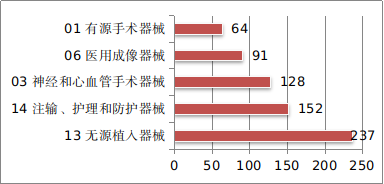 01 有源手术器械 64
06 医用成像器械 91
03 神经和心血管手术器械 128
14 注输、护理和防护器械 152
13 无源植入器械 237
0 50 100 150 200 250